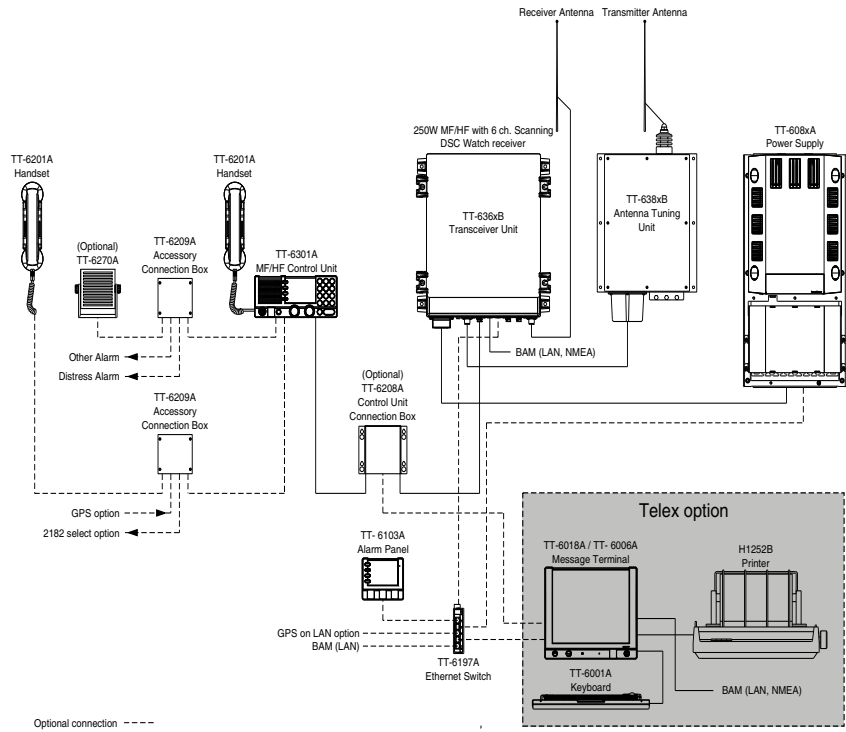 Receiver Antenna
Transmitter Antenna
250W MF/HF with 6 ch. Scanning
DSC Watch receiver
TT-608xA
Power Supply
TT-6201A
Handset
TT-6201A
Handset
TT-636xB
Transceiver Unit
TT-638xB
Antenna Tuning
Unit
(Optional)
TT-6270A
TT-6209A
Accessory
Connection Box
TT-6301A
MF/HF Control Unit
Other Alarm
Distress Alarm
BAM (LAN, NMEA)
(Optional)
TT-6208A
Control Unit
Connection Box
TT-6209A
Accessory
Connection Box
GPS option
2182 select option
Telex option
TT- 6103A
Alarm Panel
TT-6018A / TT- 6006A
Message Terminal
H1252B
Printer
GPS on LAN option
BAM (LAN)
TT-6197A
Ethernet Switch
TT-6001A
Keyboard
BAM (LAN, NMEA)
Optional connection